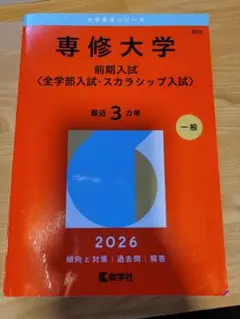 大学赤本シリーズ
306
専修大学
前期入試
〈全学部入試・スカラシップ入試〉
最近3カ年
一般
2026
傾向と対策｜過去問｜解答
教学社